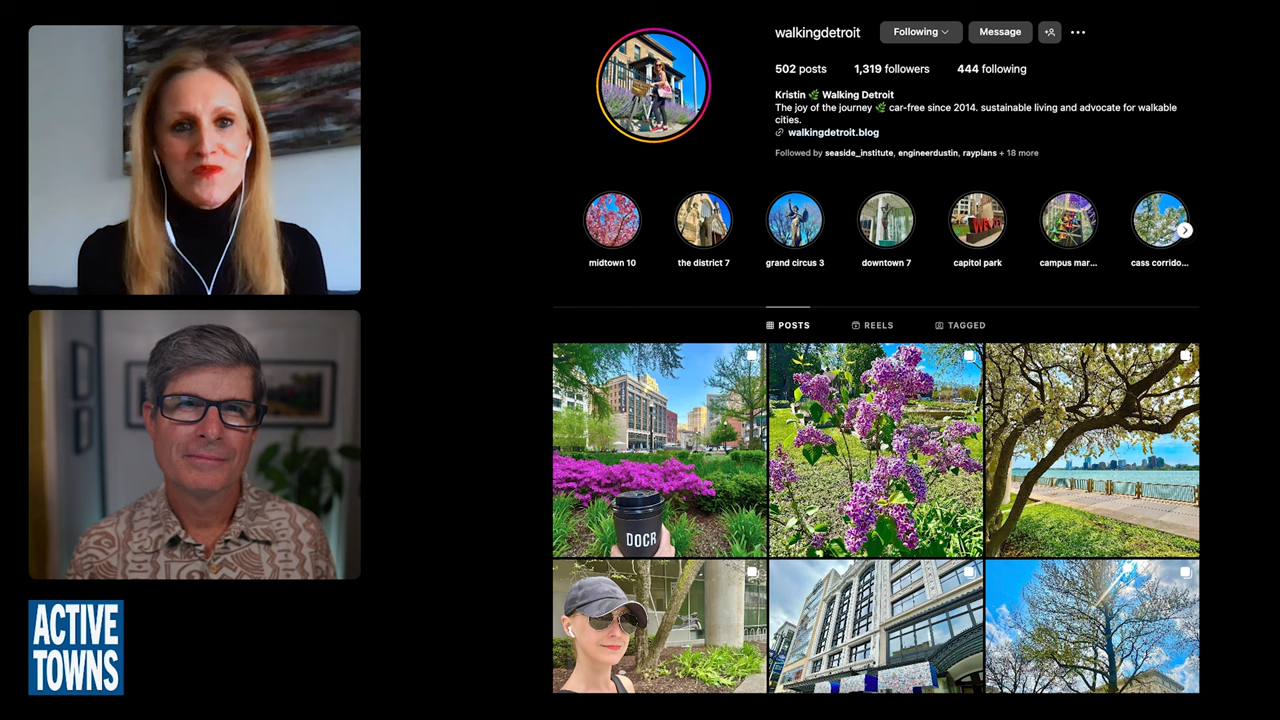 walkingdetroit
Following
Message
502 posts
1,319 followers
444 following
Kristin 🌿 Walking Detroit
The joy of the journey 🌿 car-free since 2014. sustainable living and advocate for walkable
cities.
walkingdetroit.blog
Followed by seaside_institute, engineerdustin, rayplans + 18 more
midtown 10
the district 7
grand circus 3
downtown 7
capitol park
campus mar...
cass corrido...
POSTS
REELS
TAGGED
DOCR
ACTIVE
TOWNS